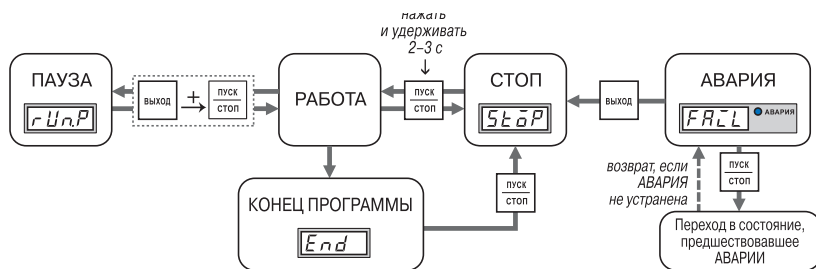 нажать
и удерживать
2–3 с
ПАУЗА
rUn.P
ВЫХОД
+
ПУСК
СТОП
РАБОТА
ПУСК
СТОП
СТОП
StoP
ВЫХОД
АВАРИЯ
FAiL
АВАРИЯ
КОНЕЦ ПРОГРАММЫ
End
ПУСК
СТОП
возврат, если
АВАРИЯ
не устранена
ПУСК
СТОП
Переход в состояние,
предшествовавшее
АВАРИИ